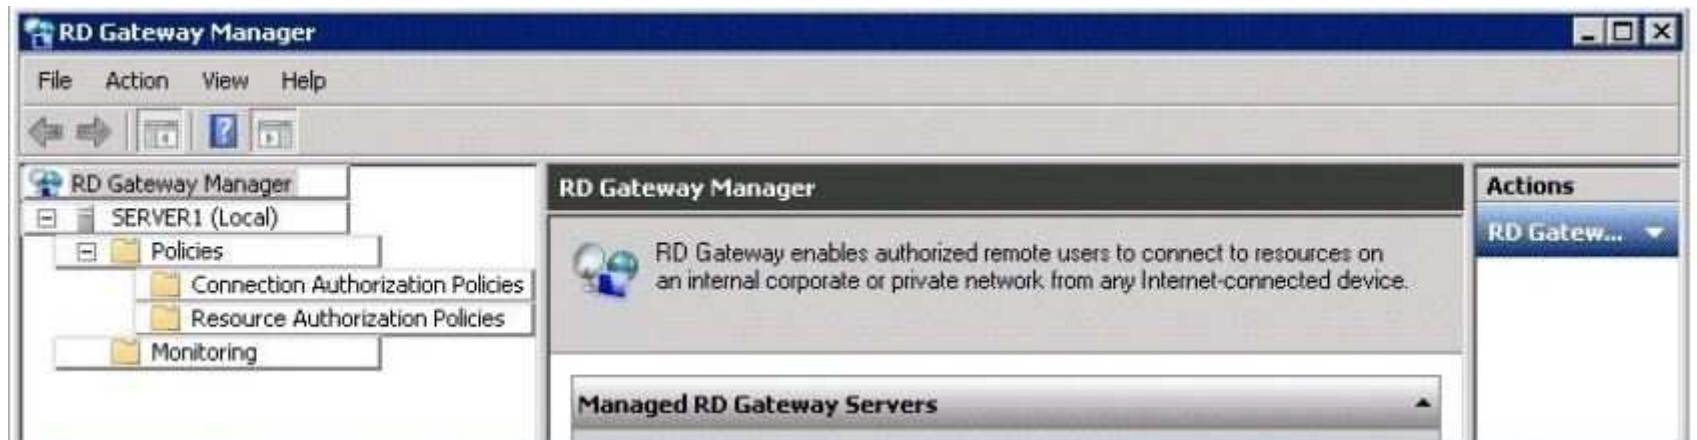 RD Gateway Manager
File Action View Help
RD Gateway Manager
SERVER1 (Local)
Policies
Connection Authorization Policies
Resource Authorization Policies
Monitoring
RD Gateway Manager
RD Gateway enables authorized remote users to connect to resources on
an internal corporate or private network from any Internet-connected device.
Managed RD Gateway Servers
Actions
RD Gatew...